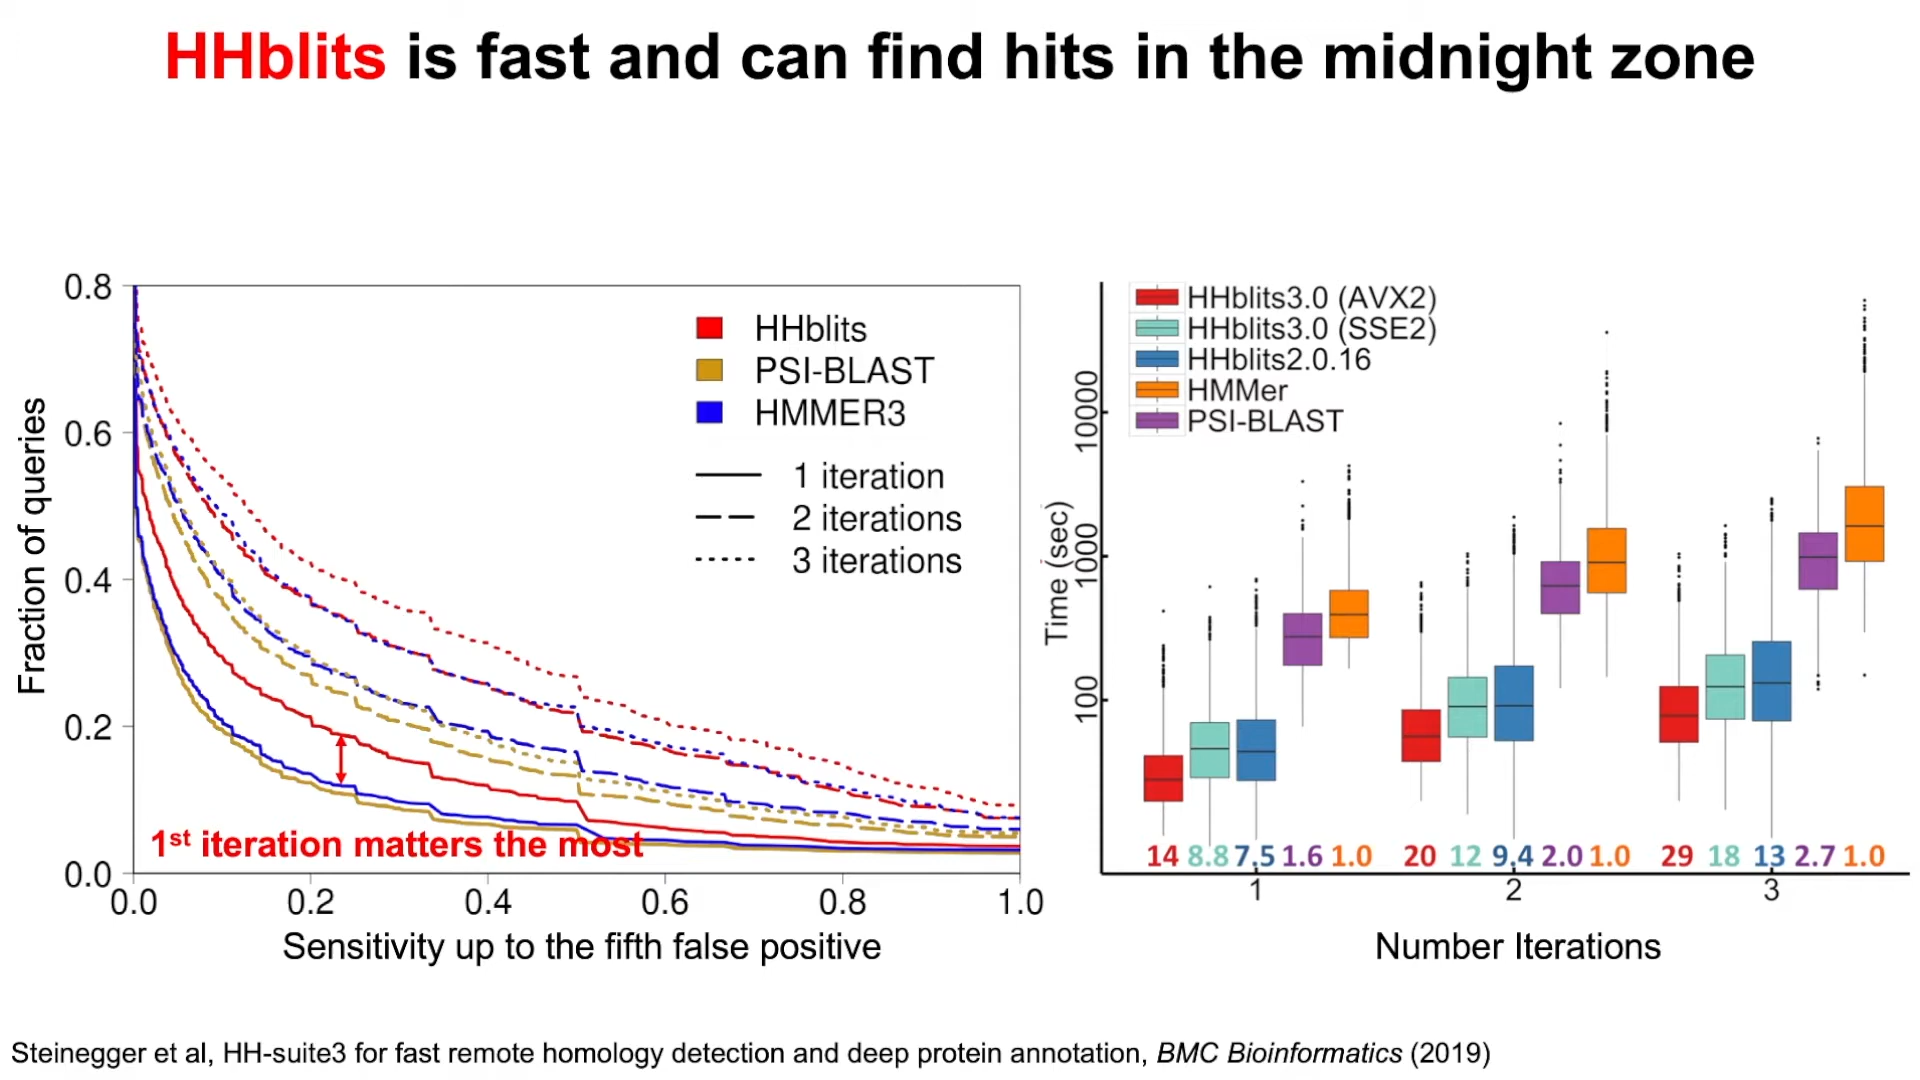 HHblits is fast and can find hits in the midnight zone
Fraction of queries
0.8
0.6
0.4
0.2
0.0
HHblits
PSI-BLAST
HMMER3
1 iteration
2 iterations
3 iterations
1st iteration matters the most
0.0 0.2 0.4 0.6 0.8 1.0
Sensitivity up to the fifth false positive
Time (sec)
10000
1000
100
HHblits3.0 (AVX2)
HHblits3.0 (SSE2)
HHblits2.0.16
HMMer
PSI-BLAST
14 8.8 7.5 1.6 1.0 20 12 9.4 2.0 1.0 29 18 13 2.7 1.0
1 2 3
Number Iterations
Steinegger et al, HH-suite3 for fast remote homology detection and deep protein annotation, BMC Bioinformatics (2019)